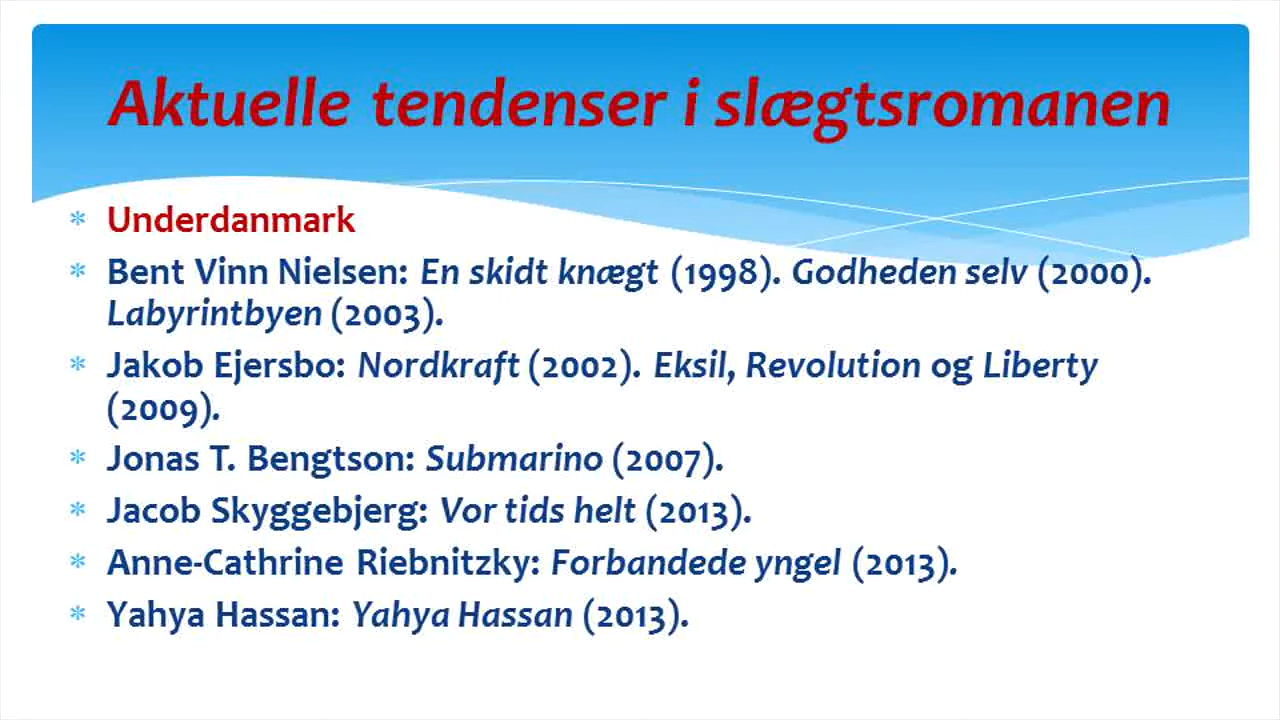 Aktuelle tendenser i slægtsromanen
* Underdanmark
* Bent Vinn Nielsen: En skidt knægt (1998). Godheden selv (2000).
Labyrintbyen (2003).
* Jakob Ejersbo: Nordkraft (2002). Eksil, Revolution og Liberty
(2009).
* Jonas T. Bengtson: Submarino (2007).
* Jacob Skyggebjerg: Vor tids helt (2013).
* Anne-Cathrine Riebnitzky: Forbandede yngel (2013).
* Yahya Hassan: Yahya Hassan (2013).